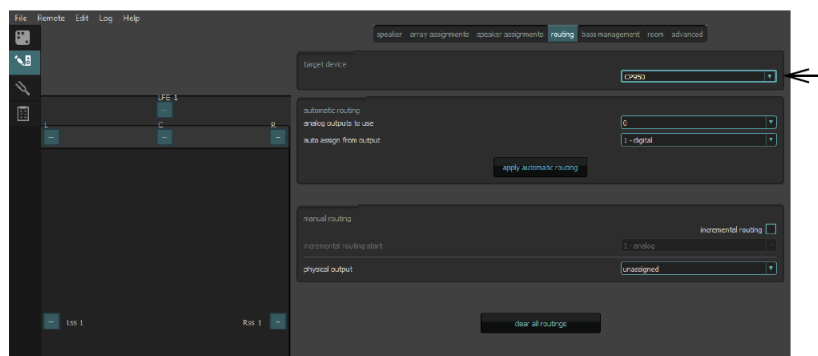 File Remote Edit Log Help
speaker array assignments speaker assignments routing bass management room advanced
target device
CP950
LFE 1
--
automatic routing
analog outputs to use 0
L C R
-- -- --
auto assign from output 1 - digital
apply automatic routing
manual routing
incremental routing
incremental routing start 1 - analog
physical output unassigned
-- Lss 1 Rss 1 --
clear all routings